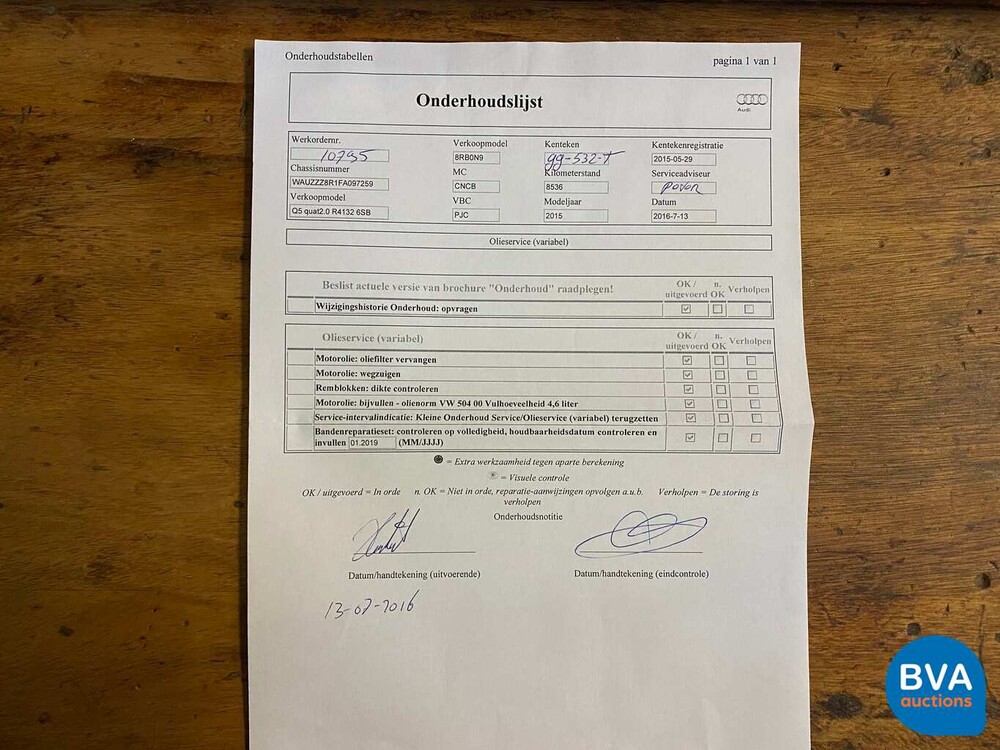 Onderhoudstabellen pagina 1 van 1
Onderhoudslijst
Audi
Werkordernr. Verkoopmodel Kenteken Kentekenregistratie
10795 8RB0N9 gg-532-T 2015-05-29
Chassisnummer MC Kilometerstand Serviceadviseur
WAUZZZ8R1FA097259 CNCB 8536
Verkoopmodel VBC Modeljaar Datum
Q5 quat2.0 R4132 6SB PJC 2015 2016-7-13
Olieservice (variabel)
Beslist actuele versie van brochure "Onderhoud" raadplegen! OK / uitgevoerd n. OK Verholpen
Wijzigingshistorie Onderhoud: opvragen
Olieservice (variabel) OK / uitgevoerd n. OK Verholpen
Motorolie: oliefilter vervangen
Motorolie: wegzuigen
Remblokken: dikte controleren
Motorolie: bijvullen - olienorm VW 504 00 Vulhoeveelheid 4,6 liter
Service-intervalindicatie: Kleine Onderhoud Service/Olieservice (variabel) terugzetten
Bandenreparatieset: controleren op volledigheid, houdbaarheidsdatum controleren en
invullen 01.2019 (MM/JJJJ)
= Extra werkzaamheid tegen aparte berekening
= Visuele controle
OK / uitgevoerd = In orde n. OK = Niet in orde, reparatie-aanwijzingen opvolgen a.u.b. Verholpen = De storing is
verholpen
Onderhoudsnotitie
Datum/handtekening (uitvoerende) Datum/handtekening (eindcontrole)
13-07-2016
BVA
auctions